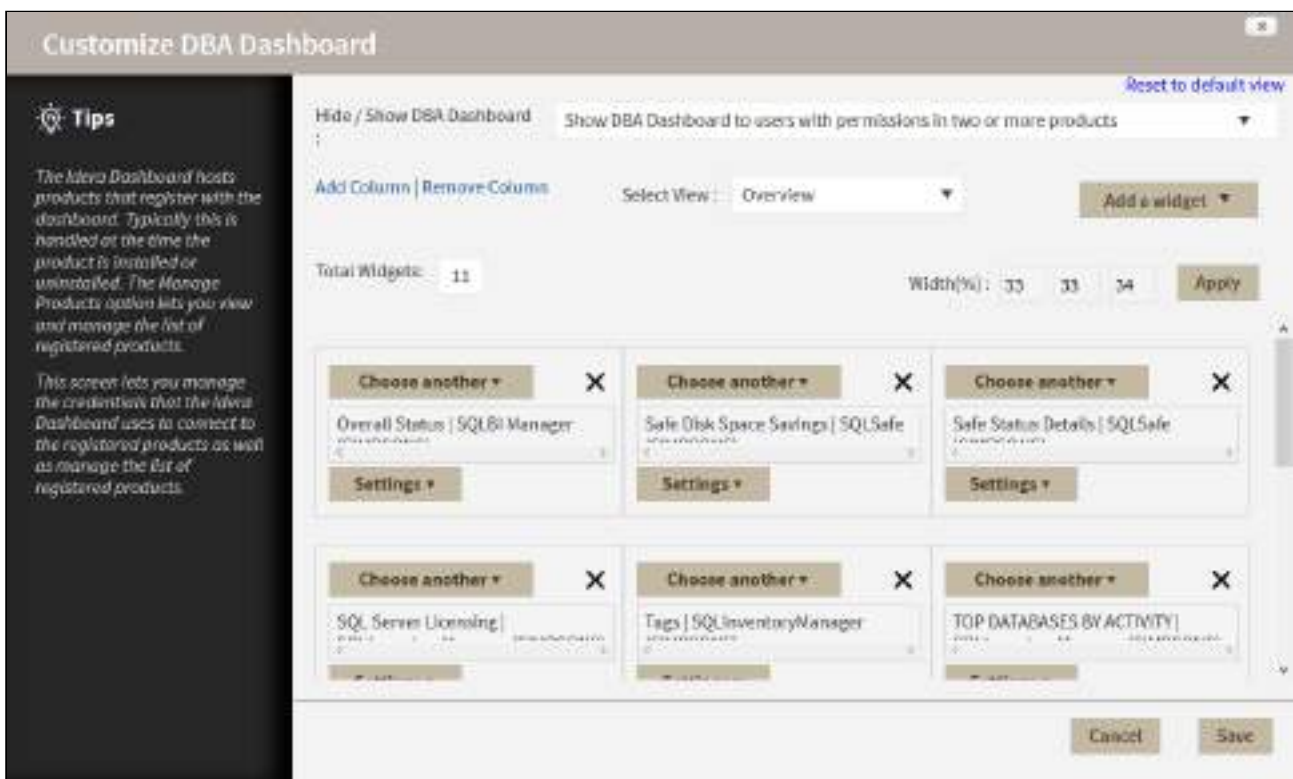 Customize DBA Dashboard
x
Reset to default view
Tips
The Idera Dashboard hosts
products that register with the
dashboard. Typically this is
handled at the time the
product is installed or
uninstalled. The Manage
Products option lets you view
and manage the list of
registered products.
This screen lets you manage
the credentials that the Idera
Dashboard uses to connect to
the registered products as well
as manage the list of
registered products.
Hide / Show DBA Dashboard
:
Show DBA Dashboard to users with permissions in two or more products
Add Column | Remove Column
Select View :
Overview
Add a widget
Total Widgets:
11
Width(%) : 33 33 34
Apply
Choose another
Choose another
Choose another
Overall Status | SQLBI Manager
Safe Disk Space Savings | SQLSafe
Safe Status Details | SQLSafe
Settings
Settings
Settings
Choose another
Choose another
Choose another
SQL Server Licensing |
Tags | SQLInventoryManager
TOP DATABASES BY ACTIVITY |
Cancel
Save